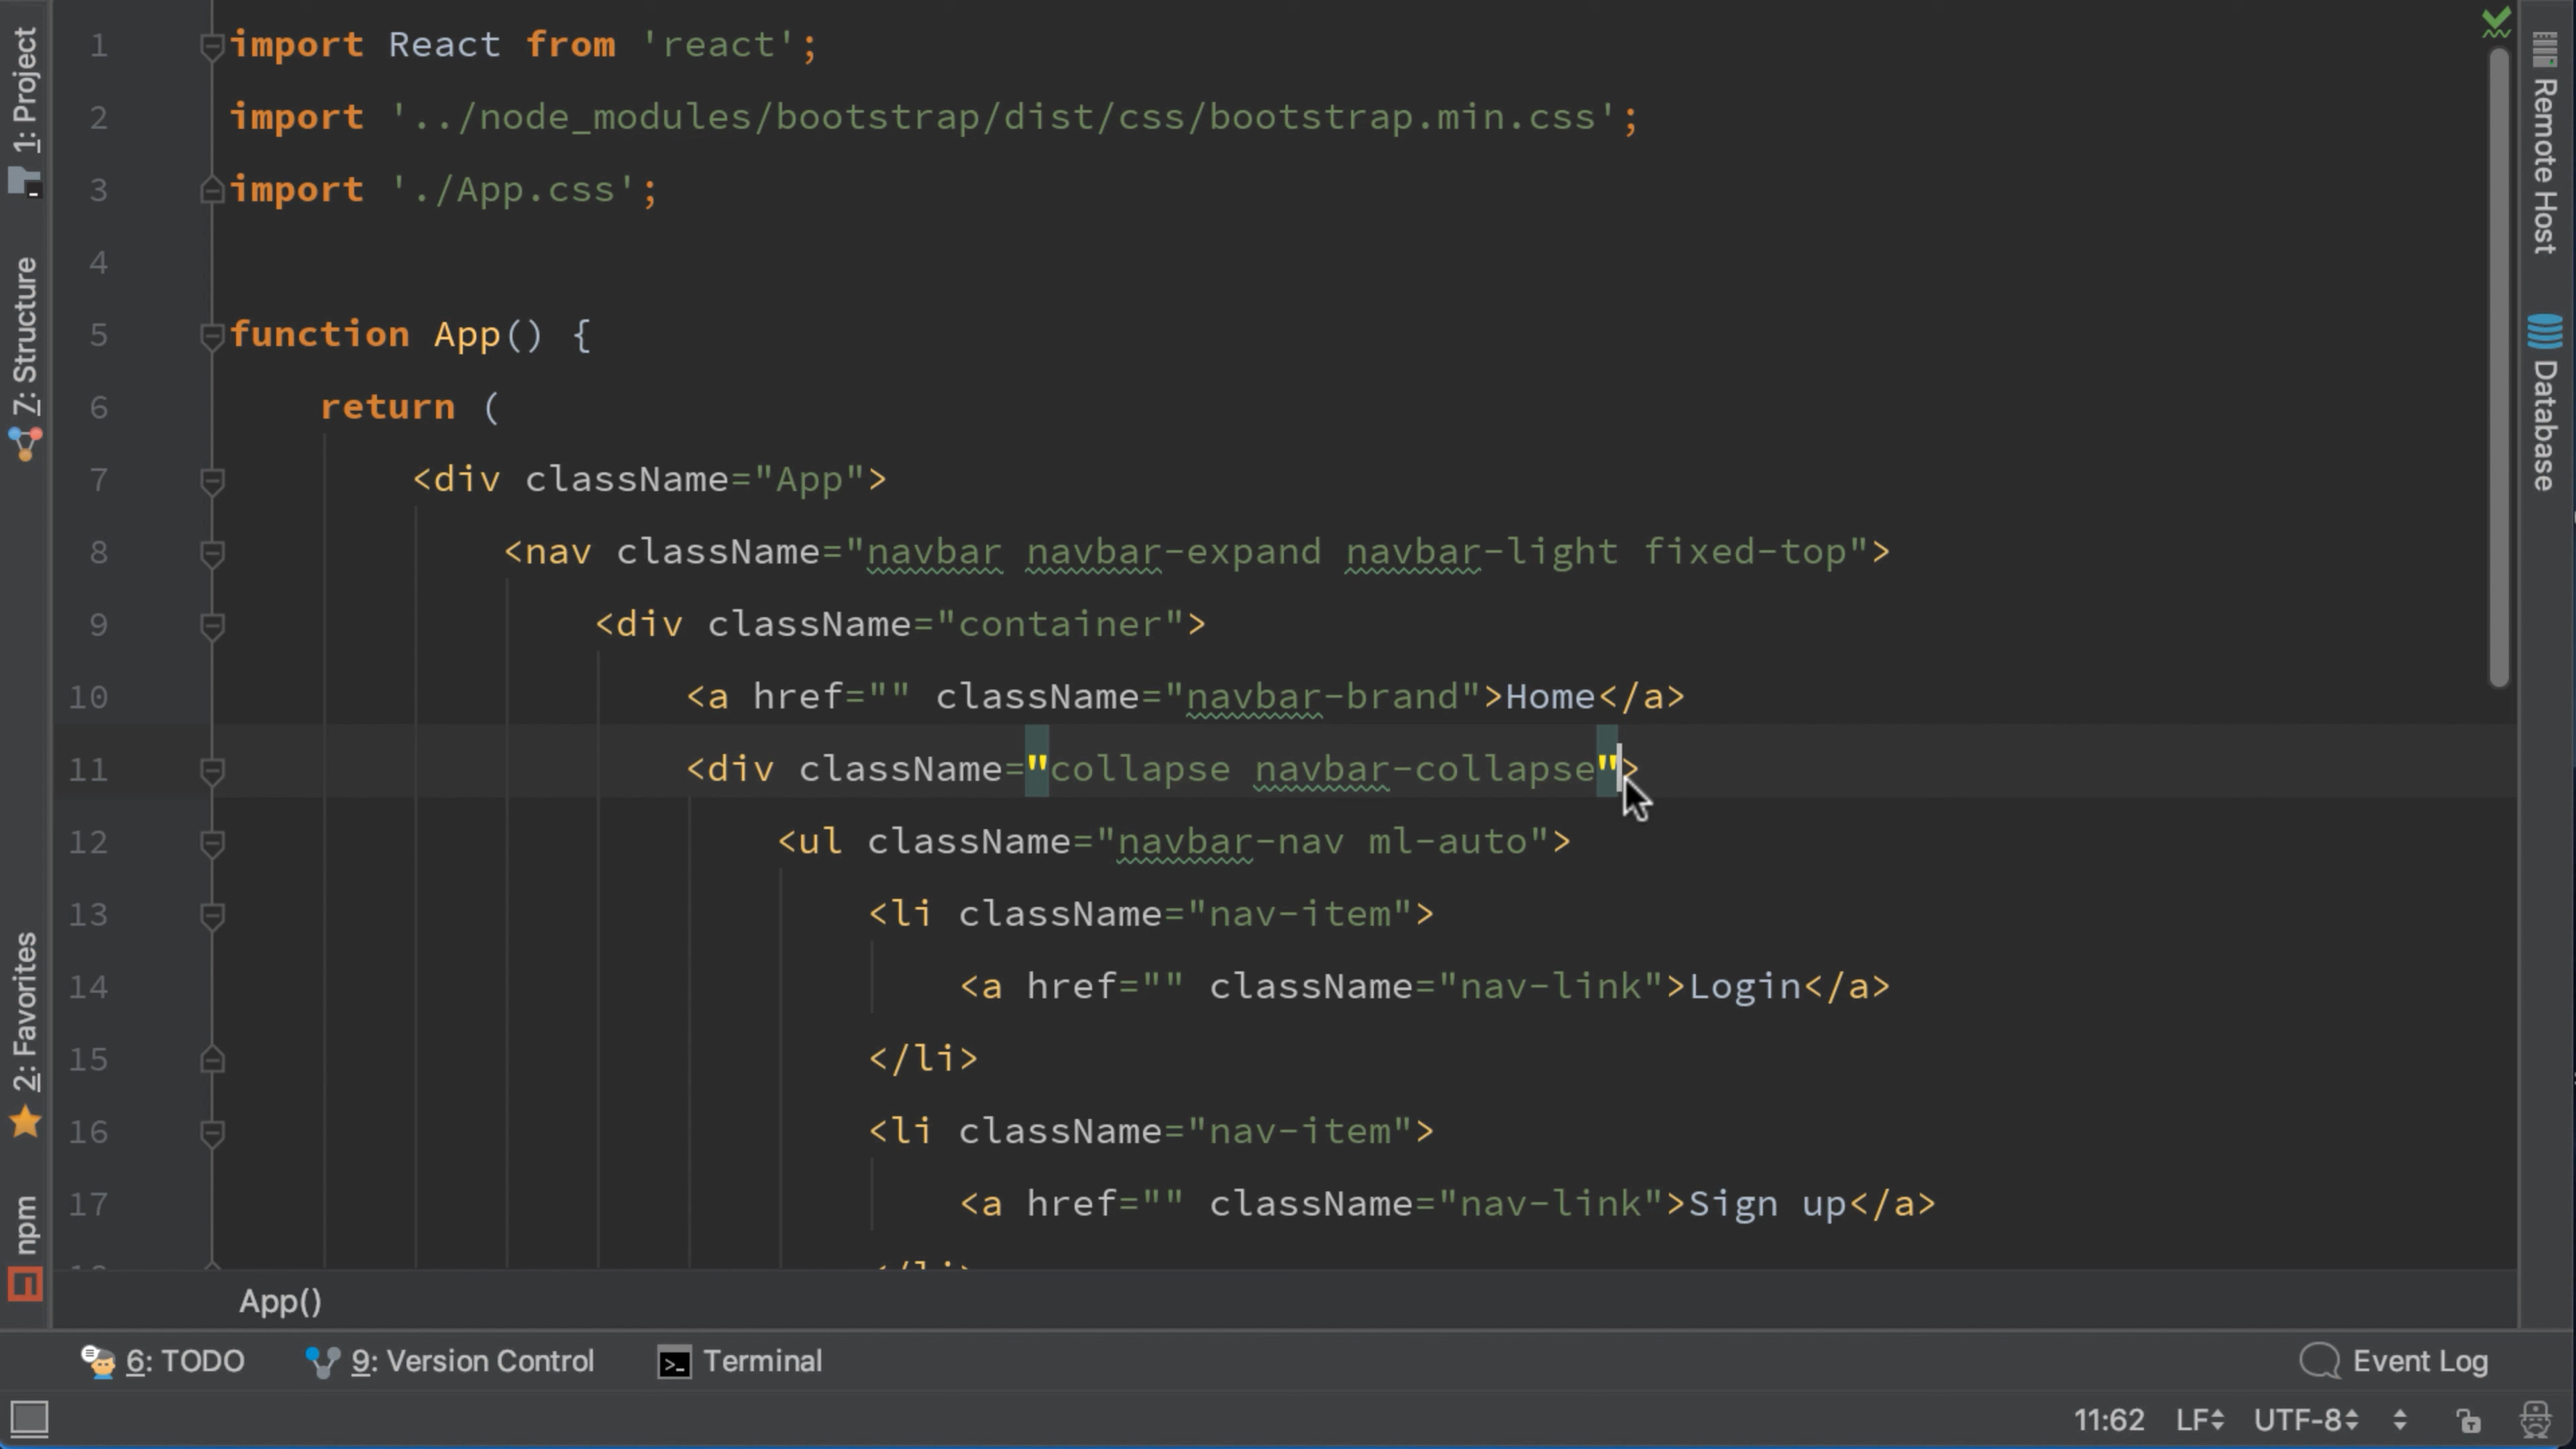 1: Project
7: Structure
2: Favorites
npm
1 import React from 'react';
2 import '../node_modules/bootstrap/dist/css/bootstrap.min.css';
3 import './App.css';
4
5 function App() {
6 return (
7 <div className="App">
8 <nav className="navbar navbar-expand navbar-light fixed-top">
9 <div className="container">
10 <a href="" className="navbar-brand">Home</a>
11 <div className="collapse navbar-collapse">
12 <ul className="navbar-nav ml-auto">
13 <li className="nav-item">
14 <a href="" className="nav-link">Login</a>
15 </li>
16 <li className="nav-item">
17 <a href="" className="nav-link">Sign up</a>
18 </li>
App()
Remote Host
Database
6: TODO 9: Version Control Terminal Event Log
11:62 LF UTF-8